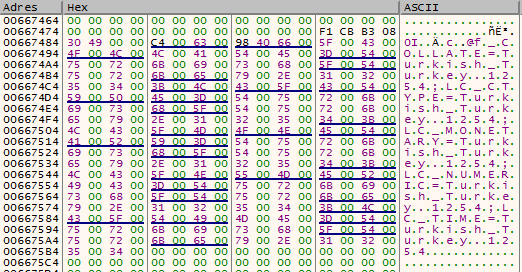 Adres Hex ASCII
00667464 00 00 00 00 00 00 00 00 00 00 00 00 00 00 00 00 ................
00667474 00 00 00 00 00 00 00 00 00 00 00 00 F1 CB B3 08 ............ñË³.
00667484 30 49 00 00 C4 00 63 00 98 40 66 00 5F 00 43 00 0I..Ä.c..@f._.C.
00667494 4F 00 4C 00 4C 00 41 00 54 00 45 00 3D 00 54 00 O.L.L.A.T.E.=.T.
006674A4 75 00 72 00 6B 00 69 00 73 00 68 00 5F 00 54 00 u.r.k.i.s.h._.T.
006674B4 75 00 72 00 6B 00 65 00 79 00 2E 00 31 00 32 00 u.r.k.e.y...1.2.
006674C4 35 00 34 00 3B 00 4C 00 43 00 5F 00 43 00 54 00 5.4.;.L.C._.C.T.
006674D4 59 00 50 00 45 00 3D 00 54 00 75 00 72 00 6B 00 Y.P.E.=.T.u.r.k.
006674E4 69 00 73 00 68 00 5F 00 54 00 75 00 72 00 6B 00 i.s.h._.T.u.r.k.
006674F4 65 00 79 00 2E 00 31 00 32 00 35 00 34 00 3B 00 e.y...1.2.5.4.;.
00667504 4C 00 43 00 5F 00 4D 00 4F 00 4E 00 45 00 54 00 L.C._.M.O.N.E.T.
00667514 41 00 52 00 59 00 3D 00 54 00 75 00 72 00 6B 00 A.R.Y.=.T.u.r.k.
00667524 69 00 73 00 68 00 5F 00 54 00 75 00 72 00 6B 00 i.s.h._.T.u.r.k.
00667534 65 00 79 00 2E 00 31 00 32 00 35 00 34 00 3B 00 e.y...1.2.5.4.;.
00667544 4C 00 43 00 5F 00 4E 00 55 00 4D 00 45 00 52 00 L.C._.N.U.M.E.R.
00667554 49 00 43 00 3D 00 54 00 75 00 72 00 6B 00 69 00 I.C.=.T.u.r.k.i.
00667564 73 00 68 00 5F 00 54 00 75 00 72 00 6B 00 65 00 s.h._.T.u.r.k.e.
00667574 79 00 2E 00 31 00 32 00 35 00 34 00 3B 00 4C 00 y...1.2.5.4.;.L.
00667584 43 00 5F 00 54 00 49 00 4D 00 45 00 3D 00 54 00 C._.T.I.M.E.=.T.
00667594 75 00 72 00 6B 00 69 00 73 00 68 00 5F 00 54 00 u.r.k.i.s.h._.T.
006675A4 75 00 72 00 6B 00 65 00 79 00 2E 00 31 00 32 00 u.r.k.e.y...1.2.
006675B4 35 00 34 00 00 00 00 00 00 00 00 00 00 00 00 00 5.4.............
006675C4 00 00 00 00 00 00 00 00 00 00 00 00 00 00 00 00 ................